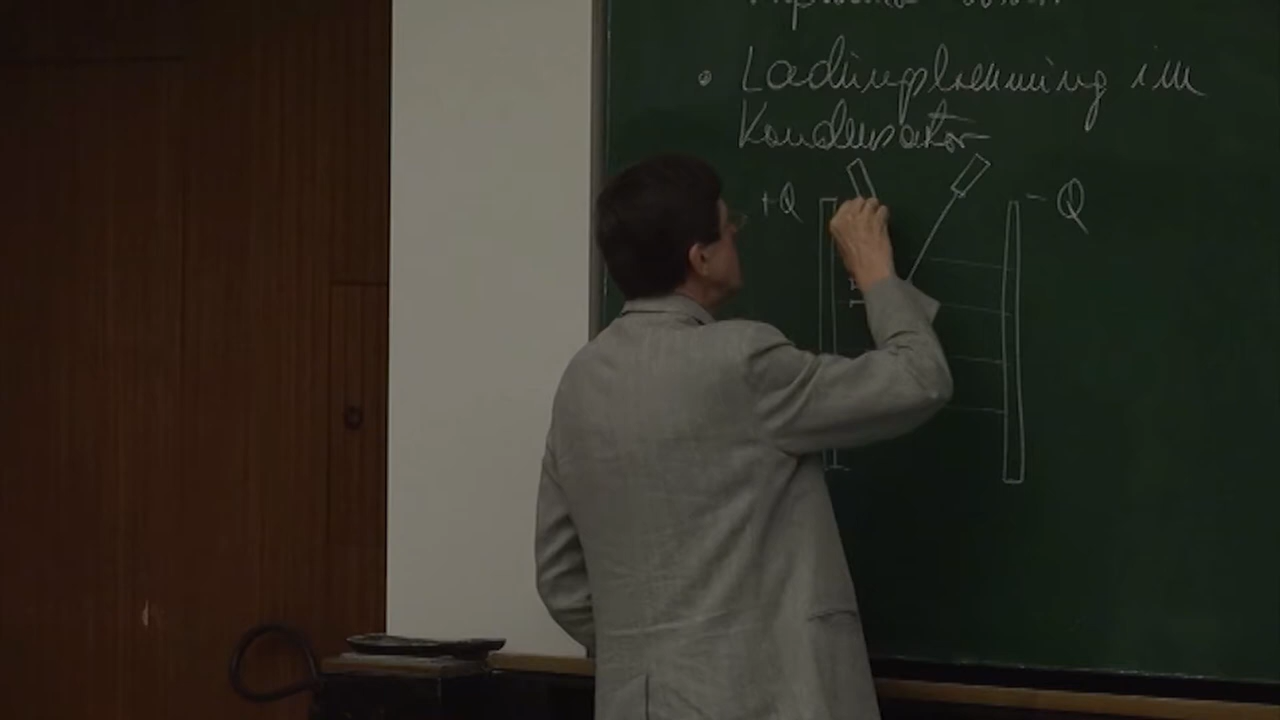 • Ladungstrennung im
Kondensator
+Q
- Q